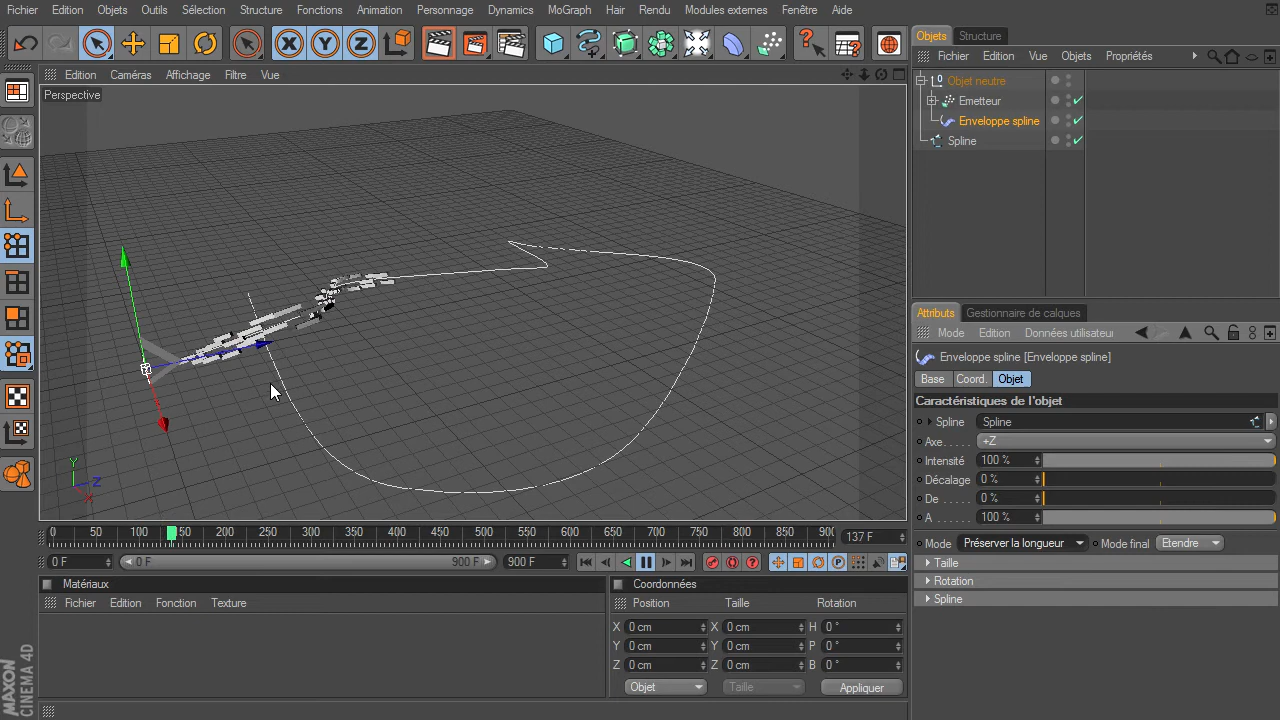 Fichier Edition Objets Outils Sélection Structure Fonctions Animation Personnage Dynamics MoGraph Hair Rendu Modules externes Fenêtre Aide
X Y Z
Objets Structure
Fichier Edition Vue Objets Propriétés
Edition Caméras Affichage Filtre Vue
Perspective
Objet neutre
Emetteur
Enveloppe spline
Spline
Attributs Gestionnaire de calques
Mode Edition Données utilisateur
Enveloppe spline [Enveloppe spline]
Base Coord. Objet
Caractéristiques de l'objet
Spline Spline
Axe +Z
Intensité 100 %
Décalage 0 %
De 0 %
A 100 %
Mode Préserver la longueur Mode final Etendre
Taille
Rotation
Spline
Y
Z
X
0 50 100 50 200 250 300 350 400 450 500 550 600 650 700 750 800 850 900 137 F
0 F 0 F 900 F 900 F
Matériaux
Fichier Edition Fonction Texture
Coordonnées
Position Taille Rotation
X 0 cm X 0 cm H 0 °
Y 0 cm Y 0 cm P 0 °
Z 0 cm Z 0 cm B 0 °
Objet Taille Appliquer
MAXON
CINEMA 4D